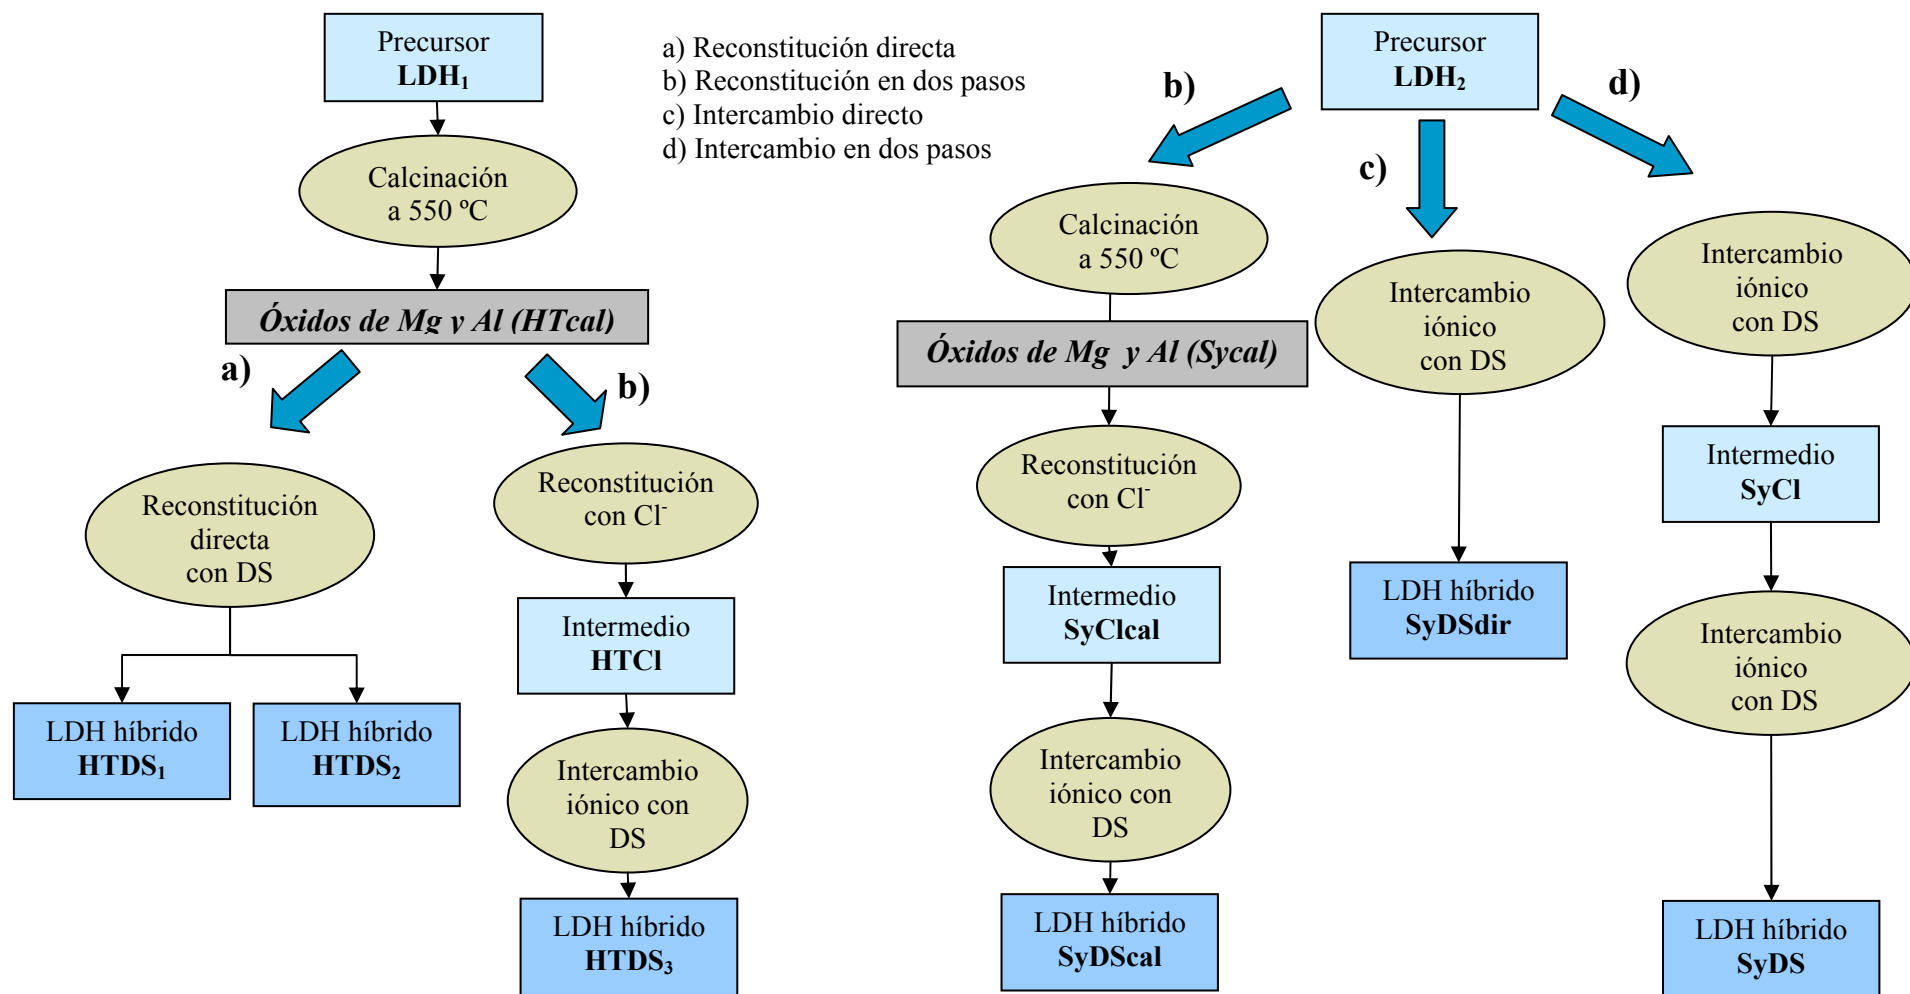 Precursor
LDH₁
Calcinación
a 550 ºC
Óxidos de Mg y Al (HTcal)
a)
b)
Reconstitución
directa
con DS
LDH híbrido
HTDS₁
LDH híbrido
HTDS₂
Reconstitución
con Cl⁻
Intermedio
HTCl
Intercambio
iónico con
DS
LDH híbrido
HTDS₃
a) Reconstitución directa
b) Reconstitución en dos pasos
c) Intercambio directo
d) Intercambio en dos pasos
Precursor
LDH₂
b)
c)
d)
Calcinación
a 550 ºC
Óxidos de Mg y Al (Sycal)
Reconstitución
con Cl⁻
Intermedio
SyClcal
Intercambio
iónico con
DS
LDH híbrido
SyDScal
Intercambio
iónico
con DS
LDH híbrido
SyDSdir
Intercambio
iónico
con DS
Intermedio
SyCl
Intercambio
iónico
con DS
LDH híbrido
SyDS